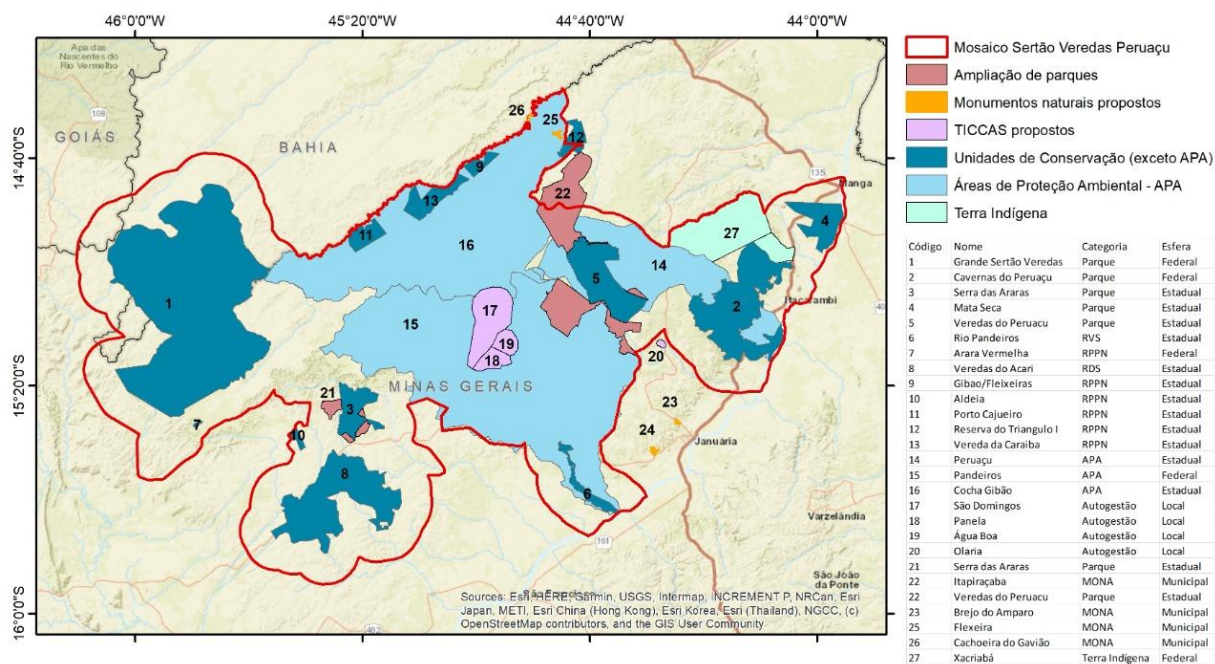 46°0'0"W 45°20'0"W 44°40'0"W 44°0'0"W
14°40'0"S
15°20'0"S
16°0'0"S
Apa das
Nascentes do
Rio Vermelho
108
GOIÁS
BAHIA
MINAS GERAIS
135
Manga
Itacarambi
Januária
Varzelândia
161
São João
da Ponte
402
26
25
12
9
13
22
11
16
27
4
14
5
1
2
17
15
19
18
20
21
3
23
7
10
24
8
6
Sources: Esri, HERE, Garmin, USGS, Intermap, INCREMENT P, NRCan, Esri
Japan, METI, Esri China (Hong Kong), Esri Korea, Esri (Thailand), NGCC, (c)
OpenStreetMap contributors, and the GIS User Community
Mosaico Sertão Veredas Peruaçu
Ampliação de parques
Monumentos naturais propostos
TICCAS propostos
Unidades de Conservação (exceto APA)
Áreas de Proteção Ambiental - APA
Terra Indígena
Código Nome Categoria Esfera
1 Grande Sertão Veredas Parque Federal
2 Cavernas do Peruaçu Parque Federal
3 Serra das Araras Parque Estadual
4 Mata Seca Parque Estadual
5 Veredas do Peruacu Parque Estadual
6 Rio Pandeiros RVS Estadual
7 Arara Vermelha RPPN Federal
8 Veredas do Acari RDS Estadual
9 Gibao/Fleixeiras RPPN Estadual
10 Aldeia RPPN Estadual
11 Porto Cajueiro RPPN Estadual
12 Reserva do Triangulo I RPPN Estadual
13 Vereda da Caraiba RPPN Estadual
14 Peruaçu APA Estadual
15 Pandeiros APA Federal
16 Cocha Gibão APA Estadual
17 São Domingos Autogestão Local
18 Panela Autogestão Local
19 Água Boa Autogestão Local
20 Olaria Autogestão Local
21 Serra das Araras Parque Estadual
22 Itapiraçaba MONA Municipal
22 Veredas do Peruacu Parque Estadual
23 Brejo do Amparo MONA Municipal
25 Flexeira MONA Municipal
26 Cachoeira do Gavião MONA Municipal
27 Xacriabá Terra Indígena Federal